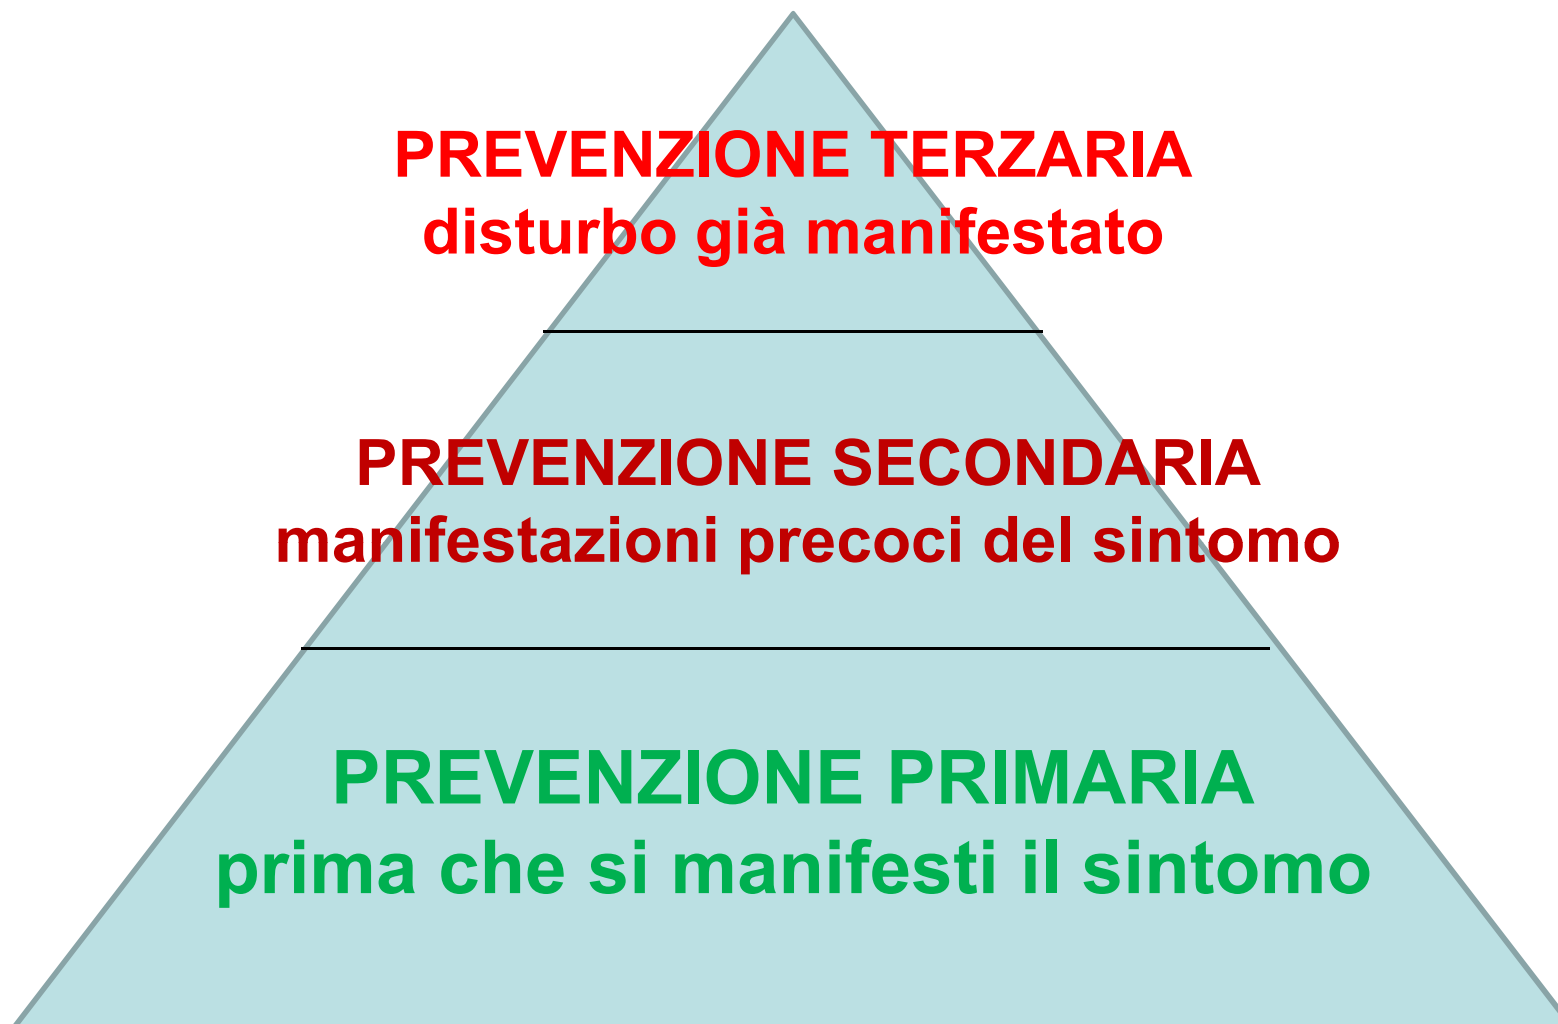 PREVENZIONE TERZARIA
disturbo già manifestato
PREVENZIONE SECONDARIA
manifestazioni precoci del sintomo
PREVENZIONE PRIMARIA
prima che si manifesti il sintomo